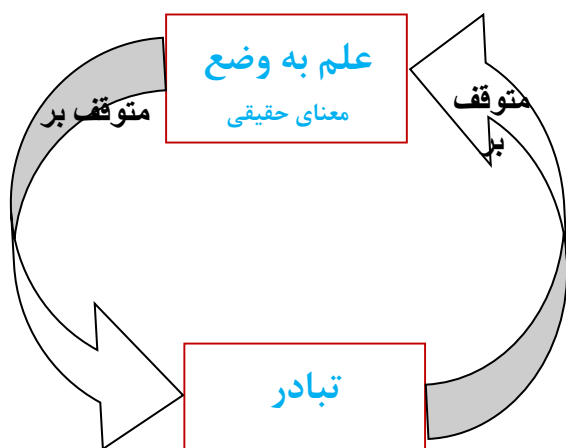 علم به وضع
معنای حقیقی
متوقف
بر
متوقف بر
تبادر